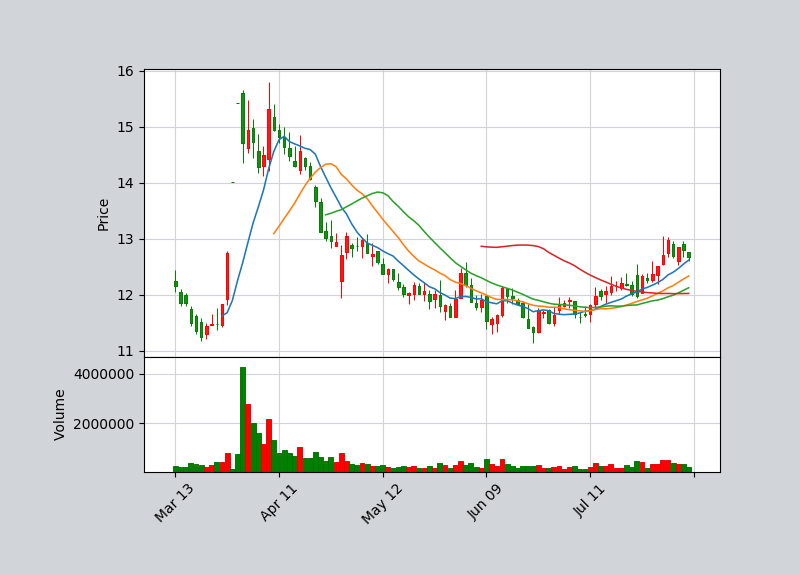 16
15
14
13
12
11
Price
4000000
2000000
Volume
Mar 13
Apr 11
May 12
Jun 09
Jul 11